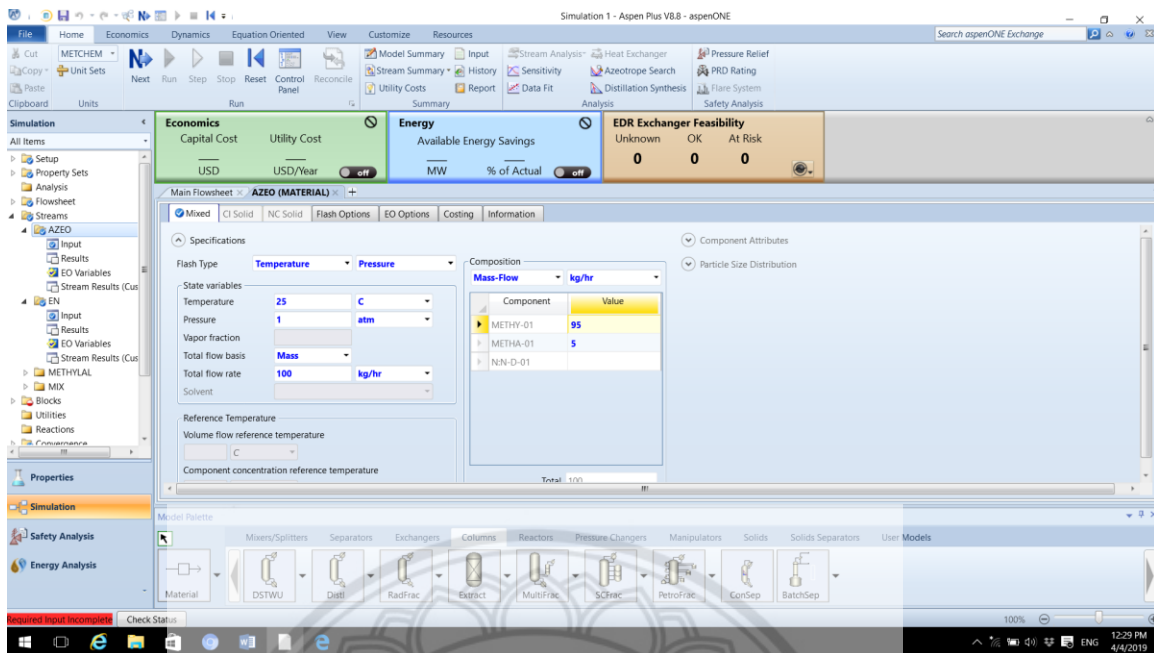 Simulation 1 - Aspen Plus V8.8 - aspenONE
File Home Economics Dynamics Equation Oriented View Customize Resources Search aspenONE Exchange
Cut METCHEM Model Summary Input Stream Analysis Heat Exchanger Pressure Relief
Copy Unit Sets Next Run Step Stop Reset Control Panel Reconcile Stream Summary History Sensitivity Azeotrope Search PRD Rating
Paste Utility Costs Report Data Fit Distillation Synthesis Flare System
Clipboard Units Run Summary Analysis Safety Analysis
Simulation
All Items
Setup
Property Sets
Analysis
Flowsheet
Streams
AZEO
Input
Results
EO Variables
Stream Results (Cus
EN
Input
Results
EO Variables
Stream Results (Cus
METHYLAL
MIX
Blocks
Utilities
Reactions
Convergence
Properties
Simulation
Safety Analysis
Energy Analysis
Economics
Capital Cost Utility Cost
USD USD/Year off
Energy
Available Energy Savings
MW % of Actual off
EDR Exchanger Feasibility
Unknown OK At Risk
0 0 0
Main Flowsheet AZEO (MATERIAL) +
Mixed CI Solid NC Solid Flash Options EO Options Costing Information
Specifications
Flash Type Temperature Pressure
State variables
Temperature 25 C
Pressure 1 atm
Vapor fraction
Total flow basis Mass
Total flow rate 100 kg/hr
Solvent
Reference Temperature
Volume flow reference temperature
C
Component concentration reference temperature
Composition
Mass-Flow kg/hr
Component Value
METHY-01 95
METHA-01 5
N:N-D-01
Total 100
Component Attributes
Particle Size Distribution
Model Palette
Mixers/Splitters Separators Exchangers Columns Reactors Pressure Changers Manipulators Solids Solids Separators User Models
Material DSTWU Distl RadFrac Extract MultiFrac SCFrac PetroFrac ConSep BatchSep
Required Input Incomplete Check Status 100%
ENG 12:29 PM
4/4/2019